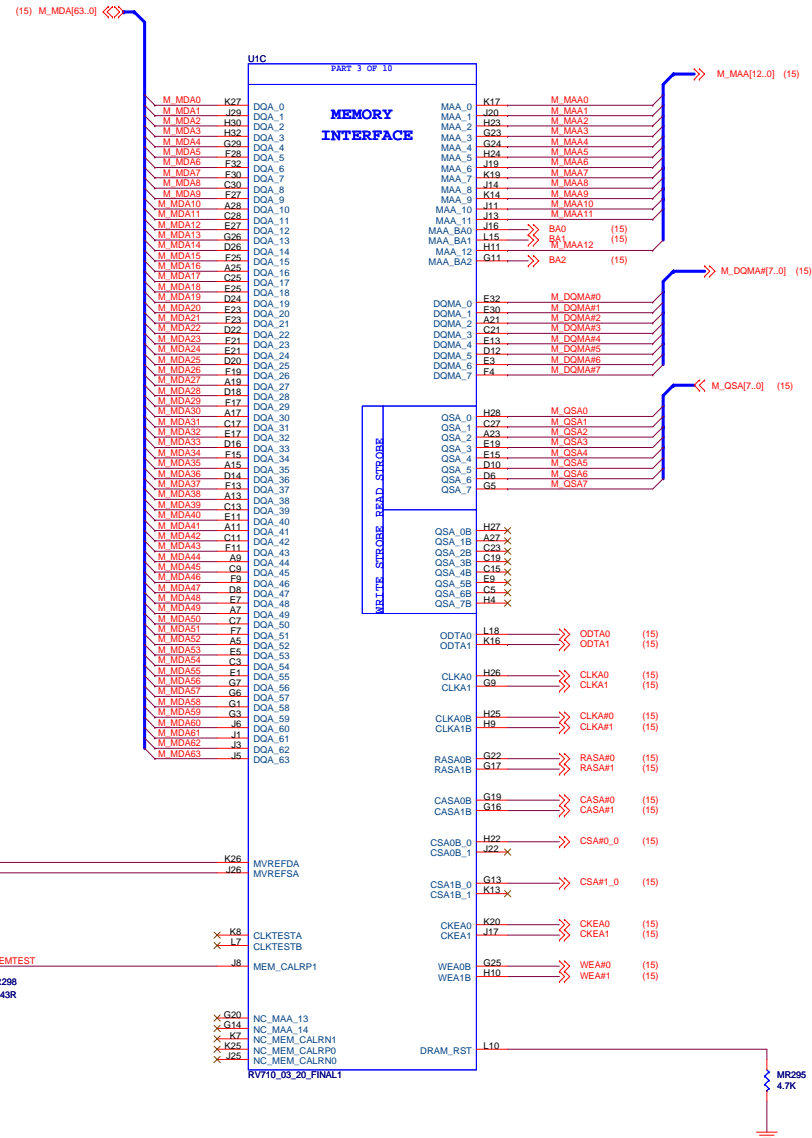 (15) M_MDA[63..0]
U1C
PART 3 OF 10
MEMORY
INTERFACE
M_MDA0 K27 DQA_0
M_MDA1 J29 DQA_1
M_MDA2 H30 DQA_2
M_MDA3 H32 DQA_3
M_MDA4 G29 DQA_4
M_MDA5 F28 DQA_5
M_MDA6 F32 DQA_6
M_MDA7 F30 DQA_7
M_MDA8 C30 DQA_8
M_MDA9 F27 DQA_9
M_MDA10 A28 DQA_10
M_MDA11 C28 DQA_11
M_MDA12 E27 DQA_12
M_MDA13 G26 DQA_13
M_MDA14 D26 DQA_14
M_MDA15 F25 DQA_15
M_MDA16 A25 DQA_16
M_MDA17 C25 DQA_17
M_MDA18 E25 DQA_18
M_MDA19 D24 DQA_19
M_MDA20 E23 DQA_20
M_MDA21 F23 DQA_21
M_MDA22 D22 DQA_22
M_MDA23 F21 DQA_23
M_MDA24 E21 DQA_24
M_MDA25 D20 DQA_25
M_MDA26 F19 DQA_26
M_MDA27 A19 DQA_27
M_MDA28 D18 DQA_28
M_MDA29 F17 DQA_29
M_MDA30 A17 DQA_30
M_MDA31 C17 DQA_31
M_MDA32 E17 DQA_32
M_MDA33 D16 DQA_33
M_MDA34 F15 DQA_34
M_MDA35 A15 DQA_35
M_MDA36 D14 DQA_36
M_MDA37 F13 DQA_37
M_MDA38 A13 DQA_38
M_MDA39 C13 DQA_39
M_MDA40 E11 DQA_40
M_MDA41 A11 DQA_41
M_MDA42 C11 DQA_42
M_MDA43 F11 DQA_43
M_MDA44 A9 DQA_44
M_MDA45 C9 DQA_45
M_MDA46 F9 DQA_46
M_MDA47 D8 DQA_47
M_MDA48 E7 DQA_48
M_MDA49 A7 DQA_49
M_MDA50 C7 DQA_50
M_MDA51 F7 DQA_51
M_MDA52 A5 DQA_52
M_MDA53 E5 DQA_53
M_MDA54 C3 DQA_54
M_MDA55 E1 DQA_55
M_MDA56 G7 DQA_56
M_MDA57 G6 DQA_57
M_MDA58 G1 DQA_58
M_MDA59 G3 DQA_59
M_MDA60 J6 DQA_60
M_MDA61 J1 DQA_61
M_MDA62 J3 DQA_62
M_MDA63 J5 DQA_63
K26 MVREFDA
J26 MVREFSA
K8 CLKTESTA
L7 CLKTESTB
EMTEST J8 MEM_CALRP1
R298
43R
G20 NC_MAA_13
G14 NC_MAA_14
K7 NC_MEM_CALRN1
K25 NC_MEM_CALRP0
J25 NC_MEM_CALRN0
RV710_03_20_FINAL1
M_MAA[12..0] (15)
MAA_0 K17 M_MAA0
MAA_1 J20 M_MAA1
MAA_2 H23 M_MAA2
MAA_3 G23 M_MAA3
MAA_4 G24 M_MAA4
MAA_5 H24 M_MAA5
MAA_6 J19 M_MAA6
MAA_7 K19 M_MAA7
MAA_8 J14 M_MAA8
MAA_9 K14 M_MAA9
MAA_10 J11 M_MAA10
MAA_11 J13 M_MAA11
MAA_BA0 J16 BA0 (15)
MAA_BA1 L15 BA1 (15)
MAA_12 H11 M_MAA12
MAA_BA2 G11 BA2 (15)
M_DQMA#[7..0] (15)
DQMA_0 E32 M_DQMA#0
DQMA_1 E30 M_DQMA#1
DQMA_2 A21 M_DQMA#2
DQMA_3 C21 M_DQMA#3
DQMA_4 E13 M_DQMA#4
DQMA_5 D12 M_DQMA#5
DQMA_6 E3 M_DQMA#6
DQMA_7 F4 M_DQMA#7
M_QSA[7..0] (15)
READ STROBE
QSA_0 H28 M_QSA0
QSA_1 C27 M_QSA1
QSA_2 A23 M_QSA2
QSA_3 E19 M_QSA3
QSA_4 E15 M_QSA4
QSA_5 D10 M_QSA5
QSA_6 D6 M_QSA6
QSA_7 G5 M_QSA7
WRITE STROBE
QSA_0B H27
QSA_1B A27
QSA_2B C23
QSA_3B C19
QSA_4B C15
QSA_5B E9
QSA_6B C5
QSA_7B H4
ODTA0 L18 ODTA0 (15)
ODTA1 K16 ODTA1 (15)
CLKA0 H26 CLKA0 (15)
CLKA1 G9 CLKA1 (15)
CLKA0B H25 CLKA#0 (15)
CLKA1B H9 CLKA#1 (15)
RASA0B G22 RASA#0 (15)
RASA1B G17 RASA#1 (15)
CASA0B G19 CASA#0 (15)
CASA1B G16 CASA#1 (15)
CSA0B_0 H22 CSA#0_0 (15)
CSA0B_1 J22
CSA1B_0 G13 CSA#1_0 (15)
CSA1B_1 K13
CKEA0 K20 CKEA0 (15)
CKEA1 J17 CKEA1 (15)
WEA0B G25 WEA#0 (15)
WEA1B H10 WEA#1 (15)
DRAM_RST L10
MR295
4.7K